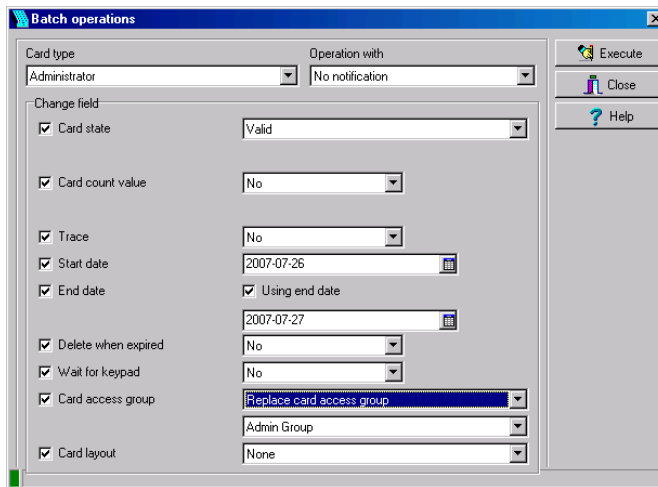 Batch operations
Card type
Operation with
Execute
Administrator
No notification
Close
Change field
Help
Card state
Valid
Card count value
No
Trace
No
Start date
2007-07-26
End date
Using end date
2007-07-27
Delete when expired
No
Wait for keypad
No
Card access group
Replace card access group
Admin Group
Card layout
None